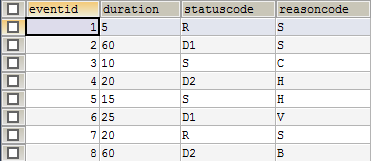 eventid duration statuscode reasoncode
1 5 R S
2 60 D1 S
3 10 S C
4 20 D2 H
5 15 S H
6 25 D1 V
7 20 R S
8 60 D2 B